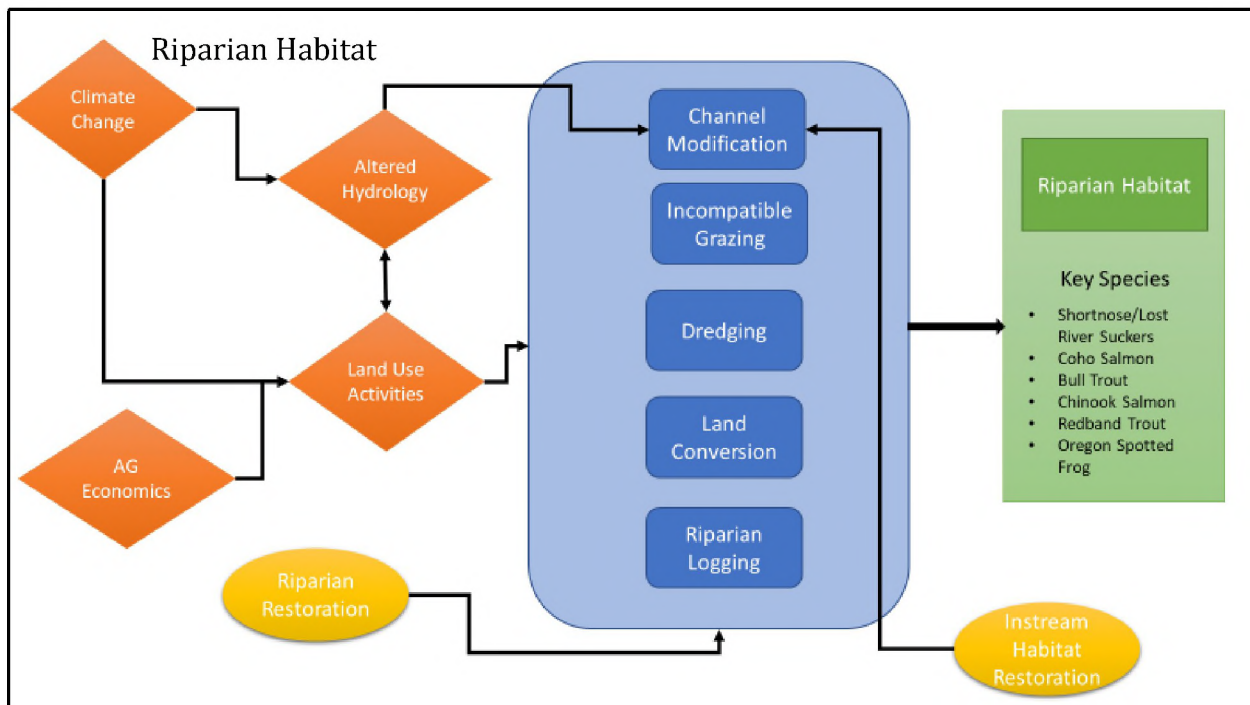 Riparian Habitat
Climate
Change
Altered
Hydrology
Land Use
Activities
AG
Economics
Riparian
Restoration
Channel
Modification
Incompatible
Grazing
Dredging
Land
Conversion
Riparian
Logging
Instream
Habitat
Restoration
Riparian Habitat
Key Species
• Shortnose/Lost
River Suckers
• Coho Salmon
• Bull Trout
• Chinook Salmon
• Redband Trout
• Oregon Spotted
Frog